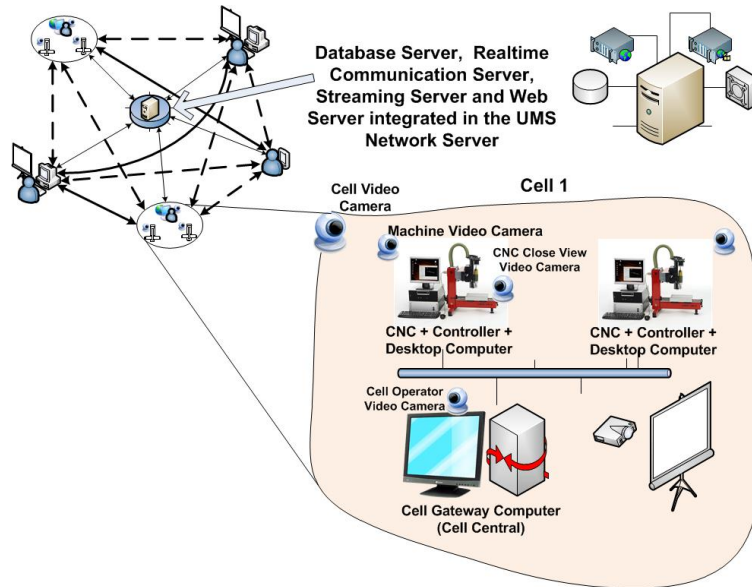 Database Server, Realtime
Communication Server,
Streaming Server and Web
Server integrated in the UMS
Network Server
Cell 1
Cell Video
Camera
Machine Video Camera
CNC Close View
Video Camera
CNC + Controller +
Desktop Computer
CNC + Controller +
Desktop Computer
Cell Operator
Video Camera
Cell Gateway Computer
(Cell Central)